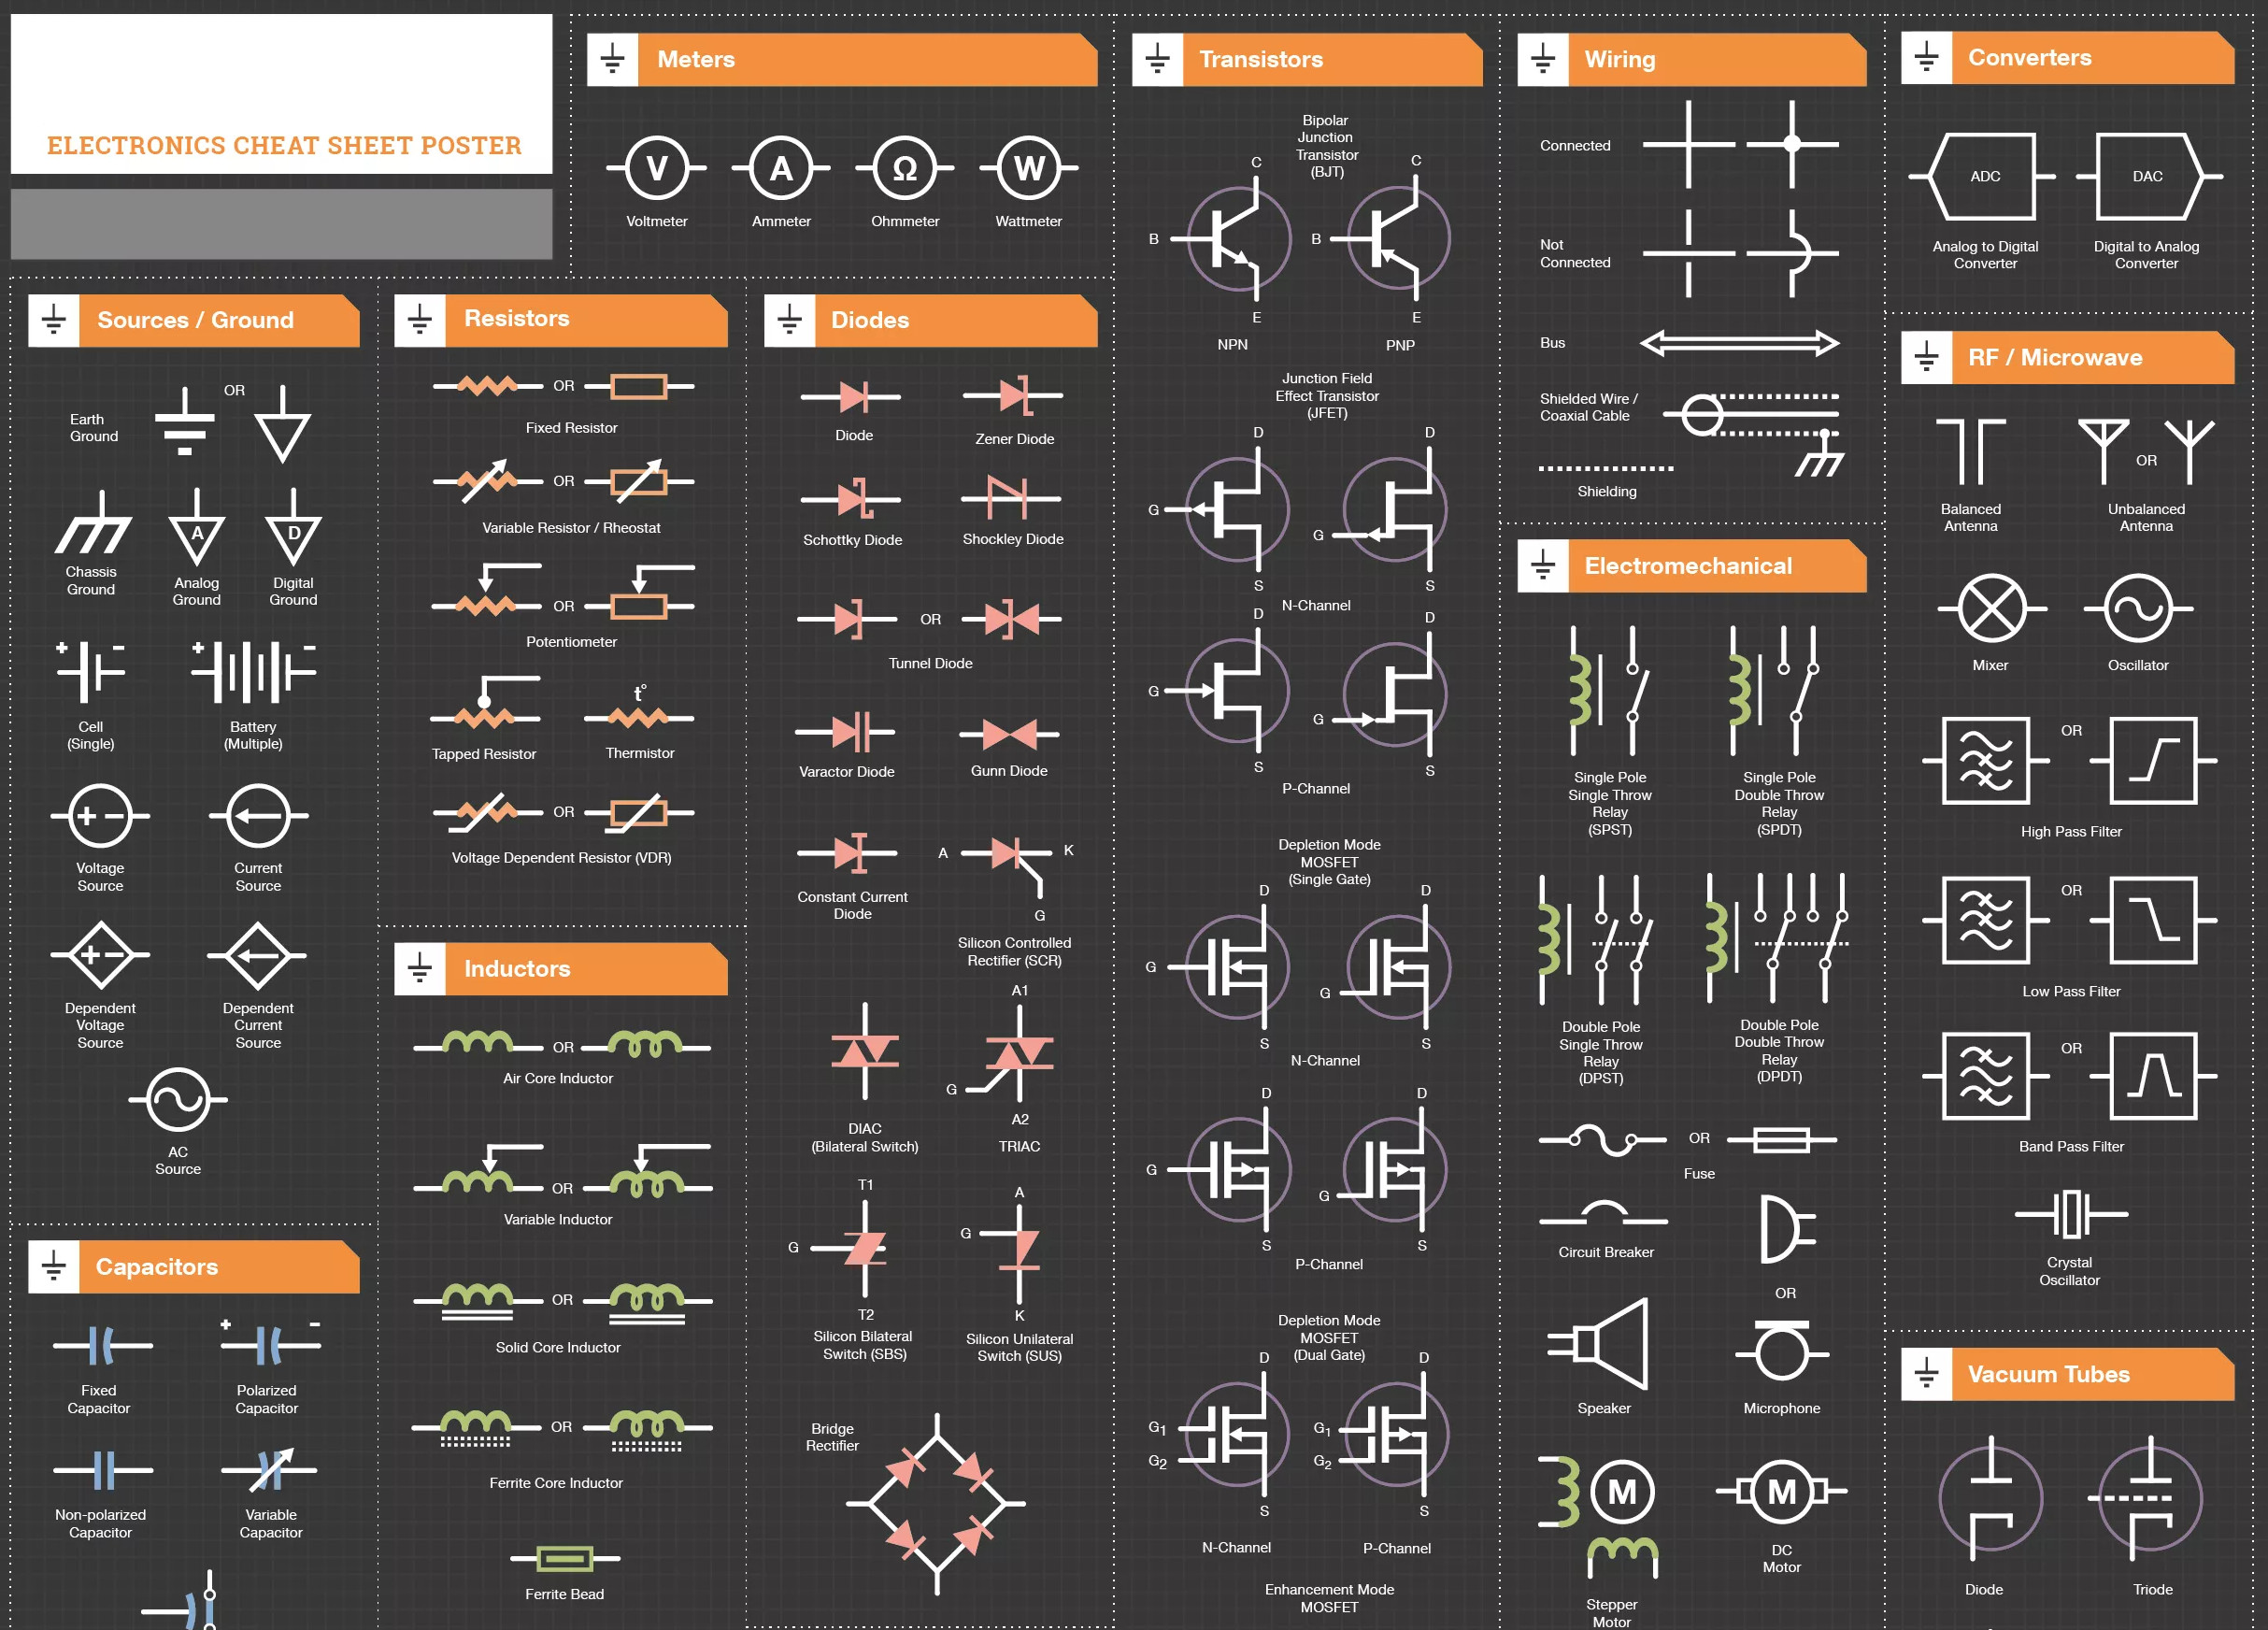 ELECTRONICS CHEAT SHEET POSTER
Meters
V
A
Ω
W
Voltmeter
Ammeter
Ohmmeter
Wattmeter
Sources / Ground
Earth
Ground
OR
Chassis
Ground
A
Analog
Ground
D
Digital
Ground
+
-
Cell
(Single)
+
-
Battery
(Multiple)
+ -
Voltage
Source
Current
Source
+ -
Dependent
Voltage
Source
Dependent
Current
Source
AC
Source
Capacitors
Fixed
Capacitor
+
-
Polarized
Capacitor
Non-polarized
Capacitor
Variable
Capacitor
Resistors
OR
Fixed Resistor
OR
Variable Resistor / Rheostat
OR
Potentiometer
Tapped Resistor
t°
Thermistor
OR
Voltage Dependent Resistor (VDR)
Inductors
OR
Air Core Inductor
OR
Variable Inductor
OR
Solid Core Inductor
OR
Ferrite Core Inductor
Ferrite Bead
Diodes
Diode
Zener Diode
Schottky Diode
Shockley Diode
OR
Tunnel Diode
Varactor Diode
Gunn Diode
Constant Current
Diode
A
K
G
Silicon Controlled
Rectifier (SCR)
DIAC
(Bilateral Switch)
A1
G
A2
TRIAC
T1
G
T2
Silicon Bilateral
Switch (SBS)
A
G
K
Silicon Unilateral
Switch (SUS)
Bridge
Rectifier
Transistors
Bipolar
Junction
Transistor
(BJT)
C
B
E
NPN
C
B
E
PNP
Junction Field
Effect Transistor
(JFET)
D
G
S
D
G
S
N-Channel
D
G
S
D
G
S
P-Channel
Depletion Mode
MOSFET
(Single Gate)
D
G
S
D
G
S
N-Channel
D
G
S
D
G
S
P-Channel
Depletion Mode
MOSFET
(Dual Gate)
D
G1
G2
S
D
G1
G2
S
N-Channel
P-Channel
Enhancement Mode
MOSFET
Wiring
Connected
Not
Connected
Bus
Shielded Wire /
Coaxial Cable
Shielding
Electromechanical
Single Pole
Single Throw
Relay
(SPST)
Single Pole
Double Throw
Relay
(SPDT)
Double Pole
Single Throw
Relay
(DPST)
Double Pole
Double Throw
Relay
(DPDT)
OR
Fuse
Circuit Breaker
OR
Speaker
Microphone
M
M
DC
Motor
Stepper
Motor
Converters
ADC
DAC
Analog to Digital
Converter
Digital to Analog
Converter
RF / Microwave
Balanced
Antenna
OR
Unbalanced
Antenna
Mixer
Oscillator
OR
High Pass Filter
OR
Low Pass Filter
OR
Band Pass Filter
Crystal
Oscillator
Vacuum Tubes
Diode
Triode